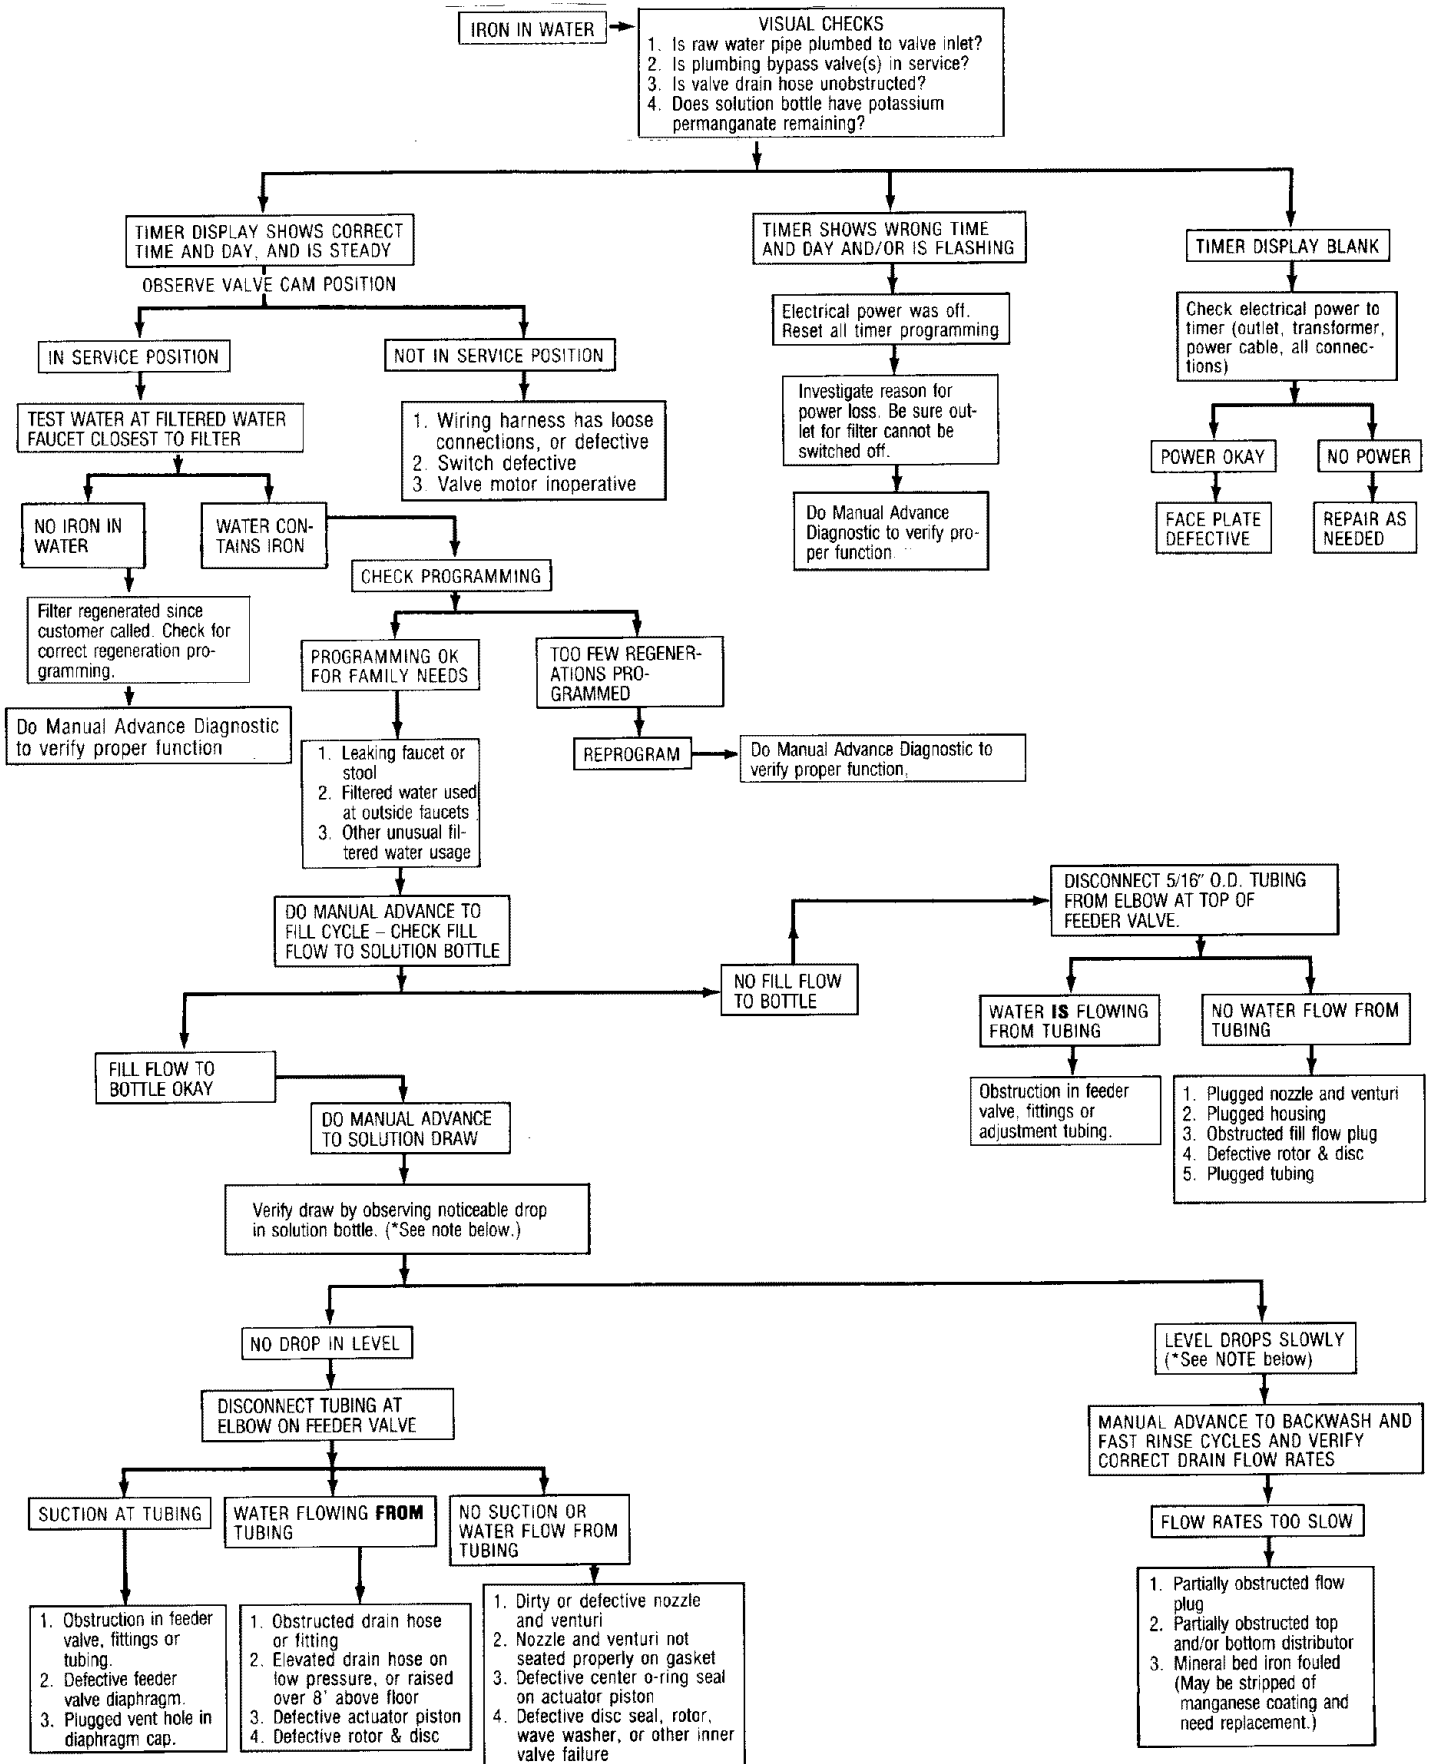 IRON IN WATER
VISUAL CHECKS
1. Is raw water pipe plumbed to valve inlet?
2. Is plumbing bypass valve(s) in service?
3. Is valve drain hose unobstructed?
4. Does solution bottle have potassium
permanganate remaining?
TIMER DISPLAY SHOWS CORRECT
TIME AND DAY, AND IS STEADY
OBSERVE VALVE CAM POSITION
TIMER SHOWS WRONG TIME
AND DAY AND/OR IS FLASHING
TIMER DISPLAY BLANK
Electrical power was off.
Reset all timer programming
Check electrical power to
timer (outlet, transformer,
power cable, all connec-
tions)
IN SERVICE POSITION
NOT IN SERVICE POSITION
Investigate reason for
power loss. Be sure out-
let for filter cannot be
switched off.
TEST WATER AT FILTERED WATER
FAUCET CLOSEST TO FILTER
1. Wiring harness has loose
connections, or defective
2. Switch defective
3. Valve motor inoperative
POWER OKAY
NO POWER
Do Manual Advance
Diagnostic to verify pro-
per function.
FACE PLATE
DEFECTIVE
REPAIR AS
NEEDED
NO IRON IN
WATER
WATER CON-
TAINS IRON
CHECK PROGRAMMING
Filter regenerated since
customer called. Check for
correct regeneration pro-
gramming.
PROGRAMMING OK
FOR FAMILY NEEDS
TOO FEW REGENER-
ATIONS PRO-
GRAMMED
Do Manual Advance Diagnostic
to verify proper function
1. Leaking faucet or
stool
2. Filtered water used
at outside faucets
3. Other unusual fil-
tered water usage
REPROGRAM
Do Manual Advance Diagnostic to
verify proper function.
DO MANUAL ADVANCE TO
FILL CYCLE – CHECK FILL
FLOW TO SOLUTION BOTTLE
DISCONNECT 5/16" O.D. TUBING
FROM ELBOW AT TOP OF
FEEDER VALVE.
NO FILL FLOW
TO BOTTLE
WATER IS FLOWING
FROM TUBING
NO WATER FLOW FROM
TUBING
FILL FLOW TO
BOTTLE OKAY
Obstruction in feeder
valve, fittings or
adjustment tubing.
1. Plugged nozzle and venturi
2. Plugged housing
3. Obstructed fill flow plug
4. Defective rotor & disc
5. Plugged tubing
DO MANUAL ADVANCE
TO SOLUTION DRAW
Verify draw by observing noticeable drop
in solution bottle. (*See note below.)
NO DROP IN LEVEL
LEVEL DROPS SLOWLY
(*See NOTE below)
DISCONNECT TUBING AT
ELBOW ON FEEDER VALVE
MANUAL ADVANCE TO BACKWASH AND
FAST RINSE CYCLES AND VERIFY
CORRECT DRAIN FLOW RATES
SUCTION AT TUBING
WATER FLOWING FROM
TUBING
NO SUCTION OR
WATER FLOW FROM
TUBING
FLOW RATES TOO SLOW
1. Obstruction in feeder
valve, fittings or
tubing.
2. Defective feeder
valve diaphragm.
3. Plugged vent hole in
diaphragm cap.
1. Obstructed drain hose
or fitting
2. Elevated drain hose on
low pressure, or raised
over 8' above floor
3. Defective actuator piston
4. Defective rotor & disc
1. Dirty or defective nozzle
and venturi
2. Nozzle and venturi not
seated properly on gasket
3. Defective center o-ring seal
on actuator piston
4. Defective disc seal, rotor,
wave washer, or other inner
valve failure
1. Partially obstructed flow
plug
2. Partially obstructed top
and/or bottom distributor
3. Mineral bed iron fouled
(May be stripped of
manganese coating and
need replacement.)